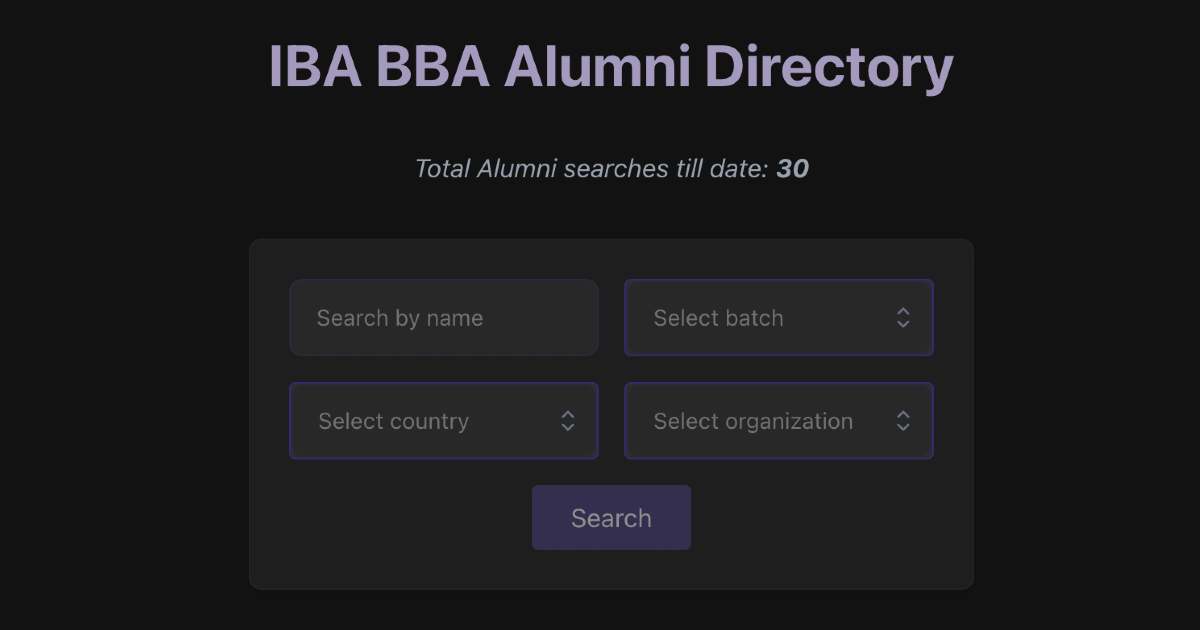 IBA BBA Alumni Directory
Total Alumni searches till date: 30
Search by name
Select batch
Select country
Select organization
Search